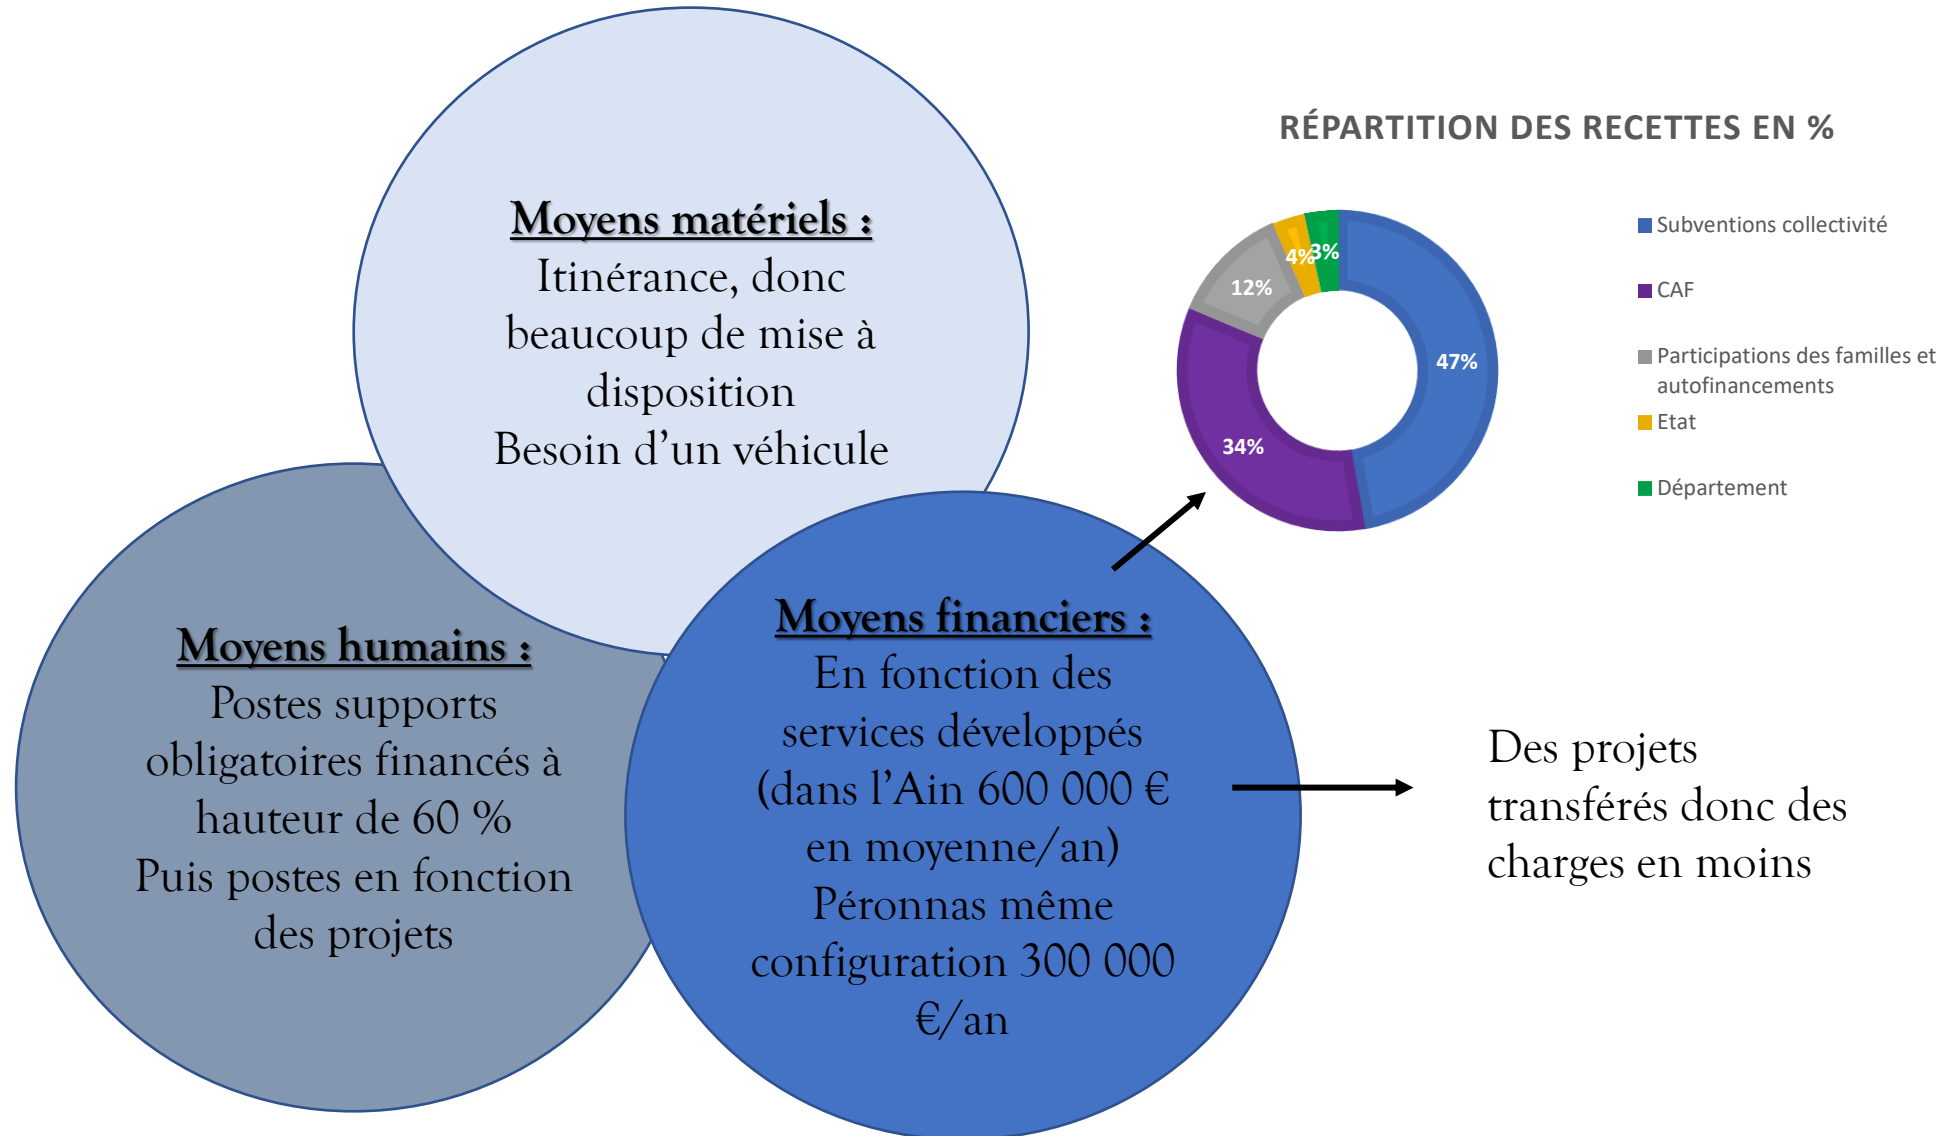 Moyens matériels :
Itinérance, donc
beaucoup de mise à
disposition
Besoin d’un véhicule
Moyens humains :
Postes supports
obligatoires financés à
hauteur de 60 %
Puis postes en fonction
des projets
Moyens financiers :
En fonction des
services développés
(dans l’Ain 600 000 €
en moyenne/an)
Péronnas même
configuration 300 000
€/an
RÉPARTITION DES RECETTES EN %
47%
34%
12%
4%
3%
Subventions collectivité
CAF
Participations des familles et
autofinancements
Etat
Département
Des projets
transférés donc des
charges en moins